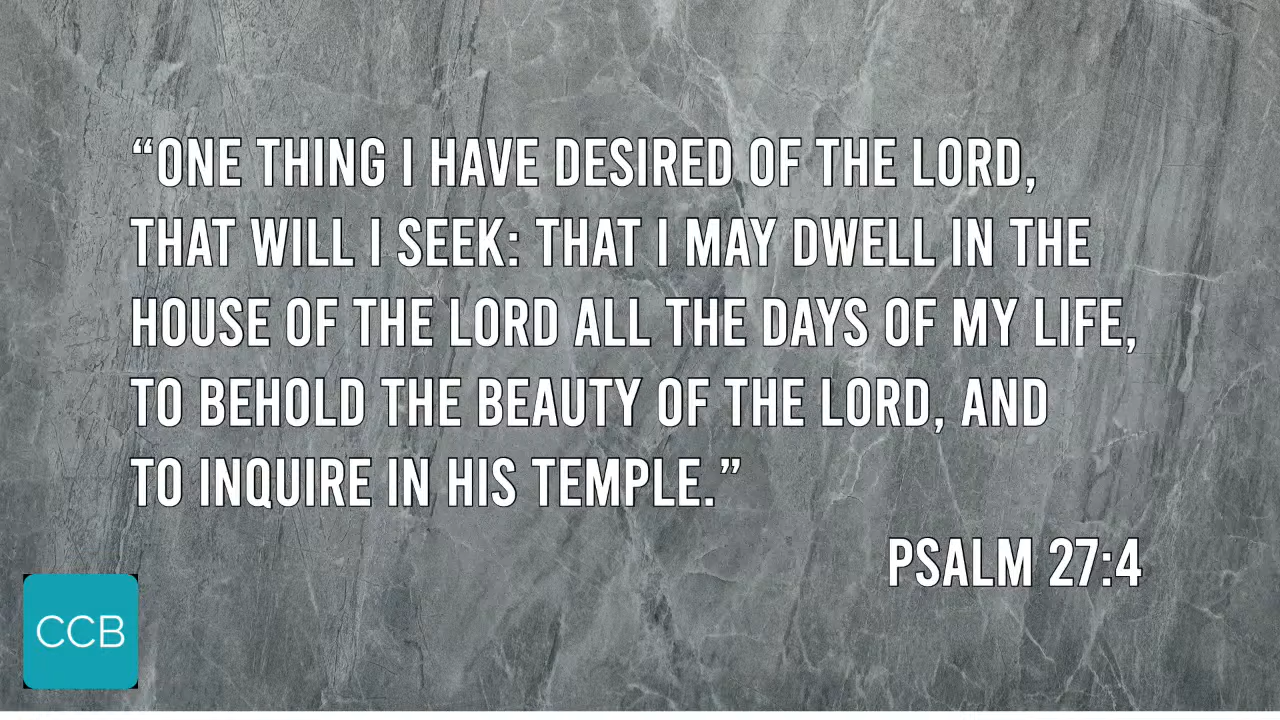 “ONE THING I HAVE DESIRED OF THE LORD,
THAT WILL I SEEK: THAT I MAY DWELL IN THE
HOUSE OF THE LORD ALL THE DAYS OF MY LIFE,
TO BEHOLD THE BEAUTY OF THE LORD, AND
TO INQUIRE IN HIS TEMPLE.”
PSALM 27:4
CCB